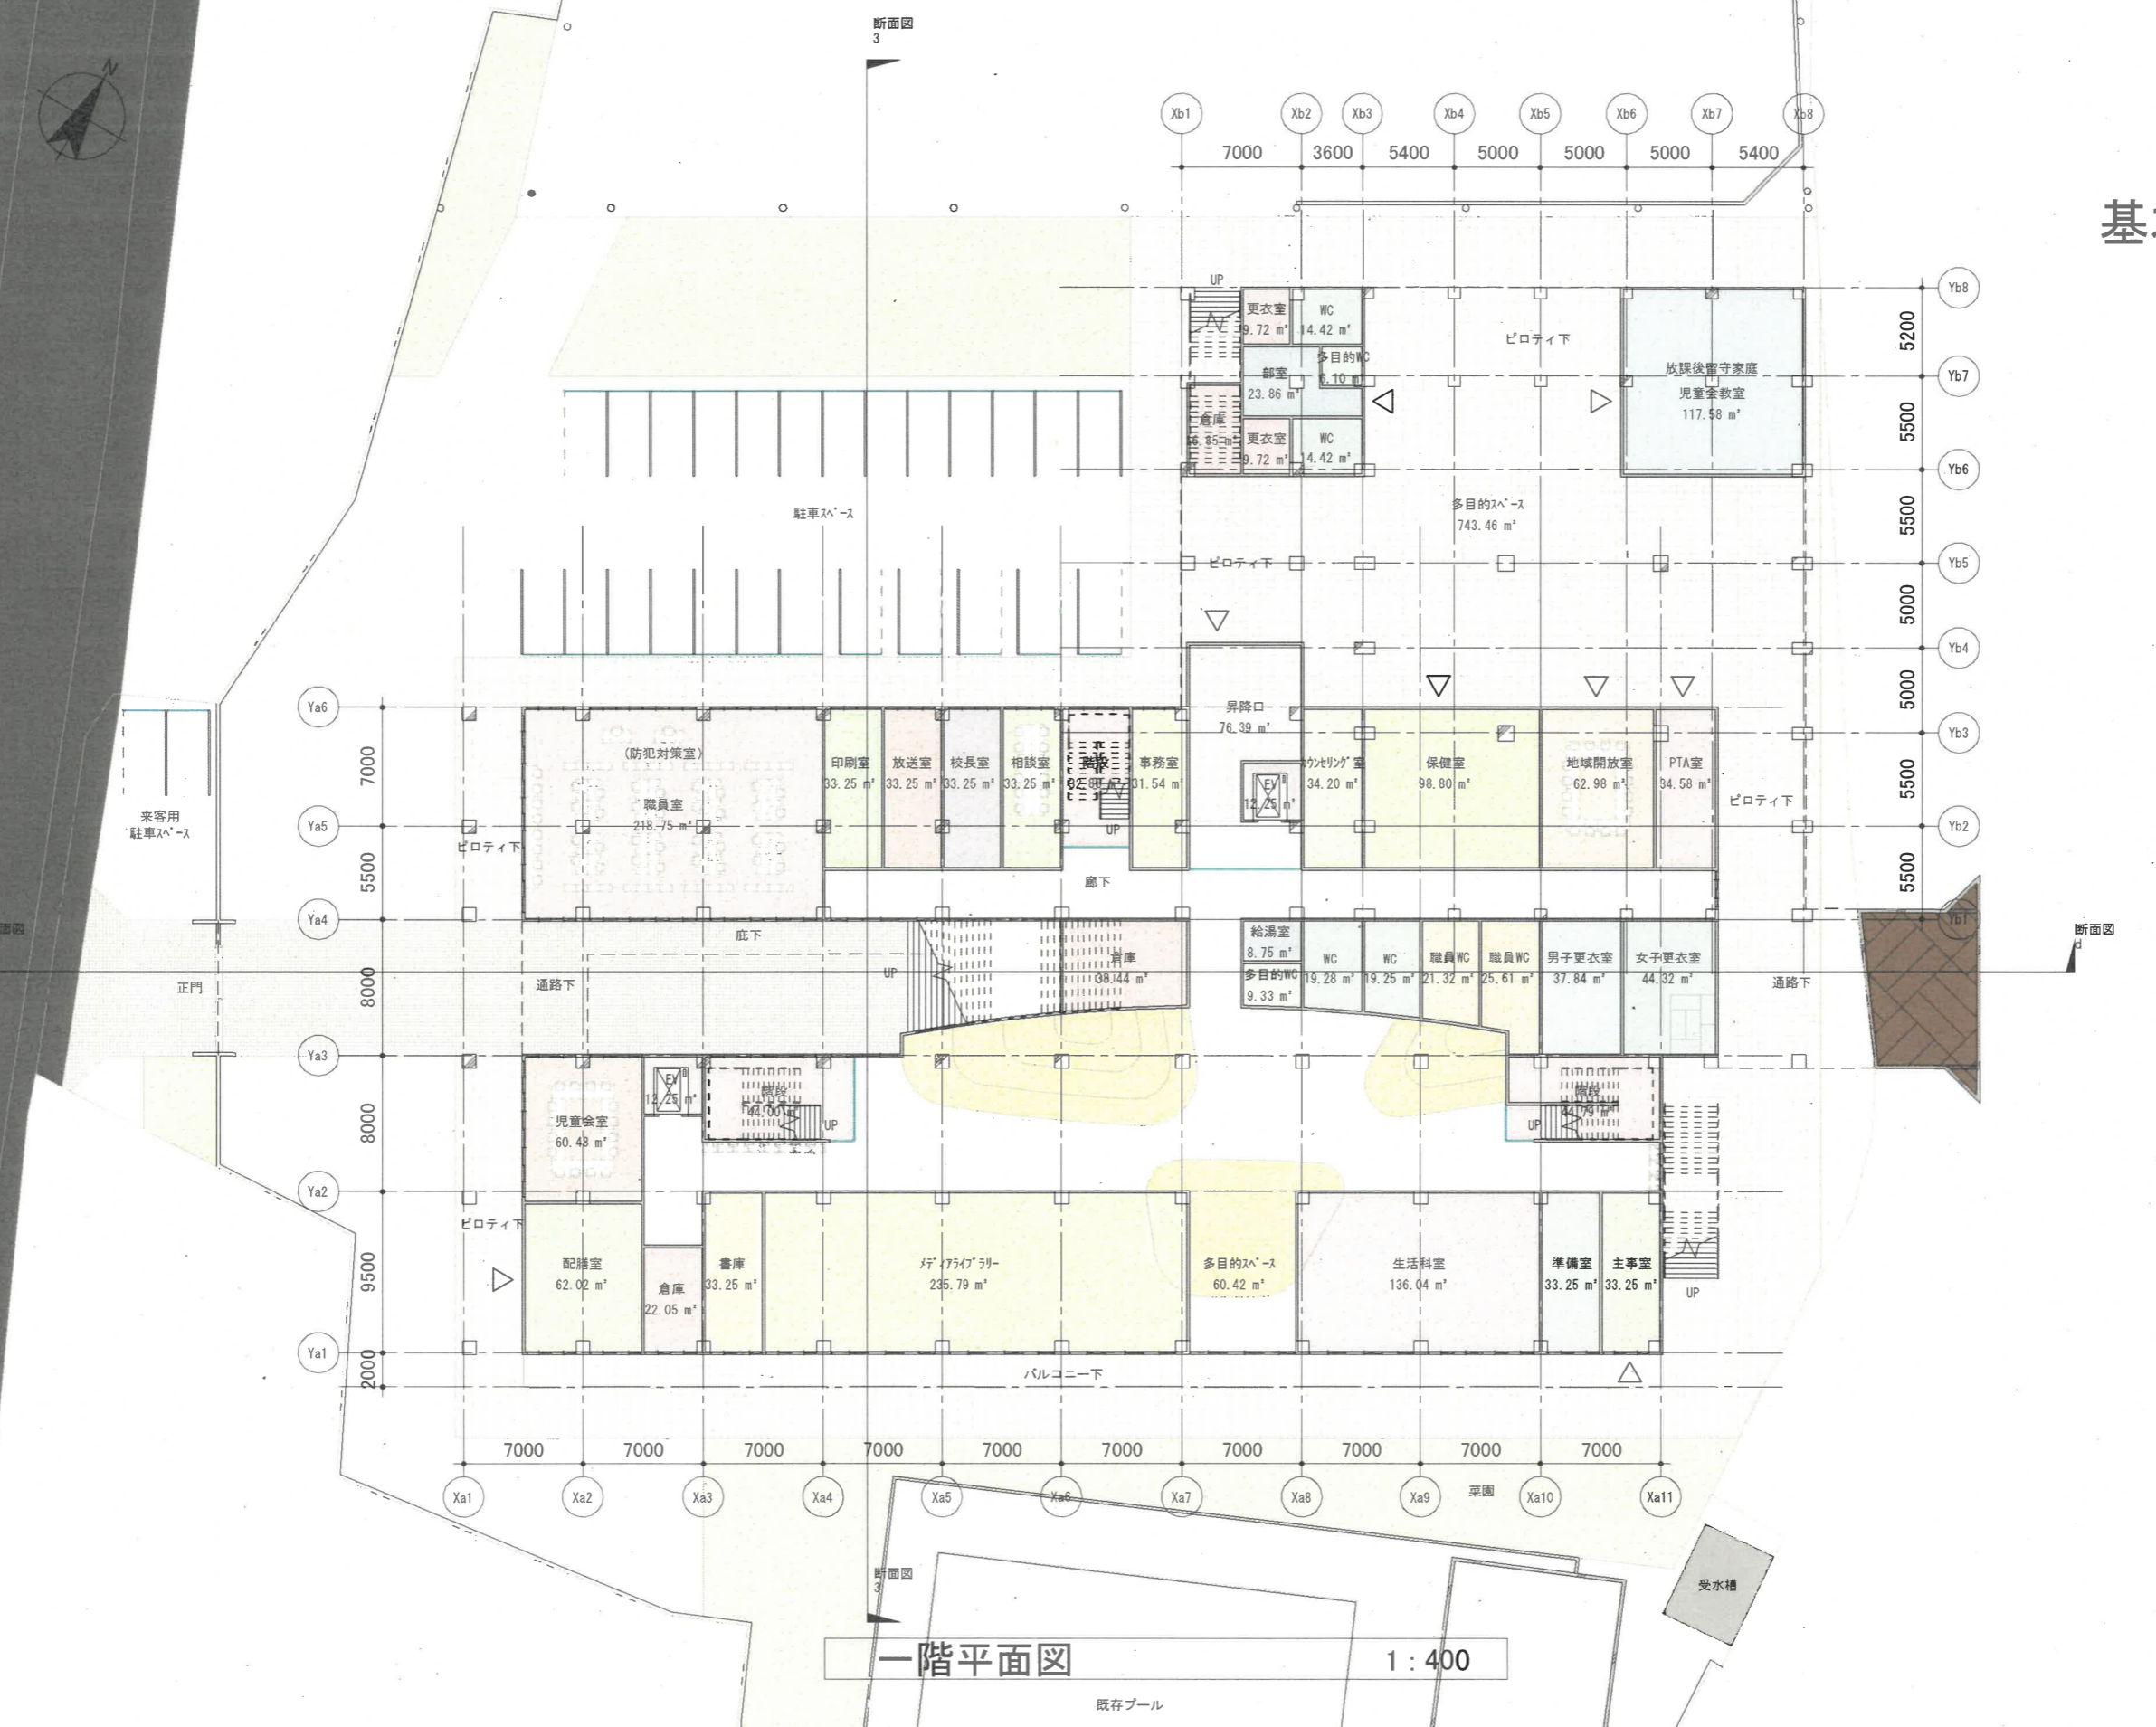 断面図
3
N
Xb1
Xb2
Xb3
Xb4
Xb5
Xb6
Xb7
Xb8
7000
3600
5400
5000
5000
5000
5400
UP
更衣室
9.72 m²
WC
14.42 m²
多目的WC
6.10 m²
部室
23.86 m²
倉庫
更衣室
9.72 m²
WC
14.42 m²
ピロティ下
放課後留守家庭
児童会教室
117.58 m²
多目的ｽﾍﾟｰｽ
743.46 m²
ピロティ下
Yb8
5200
Yb7
5500
Yb6
5500
Yb5
5000
Yb4
5000
Yb3
5500
Yb2
5500
Yb1
駐車ｽﾍﾟｰｽ
来客用
駐車ｽﾍﾟｰｽ
Ya6
7000
Ya5
5500
Ya4
8000
Ya3
8000
Ya2
9500
Ya1
2000
(防犯対策室)
職員室
218.75 m²
印刷室
33.25 m²
放送室
33.25 m²
校長室
33.25 m²
相談室
33.25 m²
階段
UP
事務室
31.54 m²
昇降口
76.39 m²
EV
12.25 m²
ｶｳﾝｾﾘﾝｸﾞ室
34.20 m²
保健室
98.80 m²
地域開放室
62.98 m²
PTA室
34.58 m²
ピロティ下
ピロティ下
廊下
庇下
通路下
正門
UP
倉庫
38.44 m²
給湯室
8.75 m²
多目的WC
9.33 m²
WC
19.28 m²
WC
19.25 m²
職員WC
21.32 m²
職員WC
25.61 m²
男子更衣室
37.84 m²
女子更衣室
44.32 m²
通路下
断面図
d
児童会室
60.48 m²
EV
12.25 m²
階段
44.00 m²
UP
階段
44.79 m²
UP
ピロティ下
配膳室
62.02 m²
倉庫
22.05 m²
書庫
33.25 m²
ﾒﾃﾞｨｱﾗｲﾌﾞﾗﾘｰ
235.79 m²
多目的ｽﾍﾟｰｽ
60.42 m²
生活科室
136.04 m²
準備室
33.25 m²
主事室
33.25 m²
UP
バルコニー下
7000
7000
7000
7000
7000
7000
7000
7000
7000
7000
Xa1
Xa2
Xa3
Xa4
Xa5
Xa6
Xa7
Xa8
Xa9
Xa10
Xa11
菜園
断面図
3
受水槽
一階平面図
1：400
既存プール